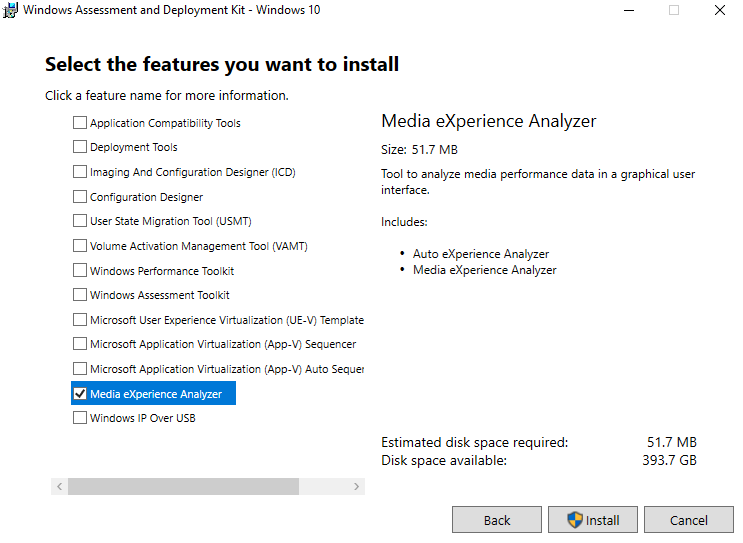 Windows Assessment and Deployment Kit - Windows 10
Select the features you want to install
Click a feature name for more information.
Application Compatibility Tools
Deployment Tools
Imaging And Configuration Designer (ICD)
Configuration Designer
User State Migration Tool (USMT)
Volume Activation Management Tool (VAMT)
Windows Performance Toolkit
Windows Assessment Toolkit
Microsoft User Experience Virtualization (UE-V) Template
Microsoft Application Virtualization (App-V) Sequencer
Microsoft Application Virtualization (App-V) Auto Sequer
Media eXperience Analyzer
Windows IP Over USB
Media eXperience Analyzer
Size: 51.7 MB
Tool to analyze media performance data in a graphical user
interface.
Includes:
• Auto eXperience Analyzer
• Media eXperience Analyzer
Estimated disk space required: 51.7 MB
Disk space available: 393.7 GB
Back Install Cancel